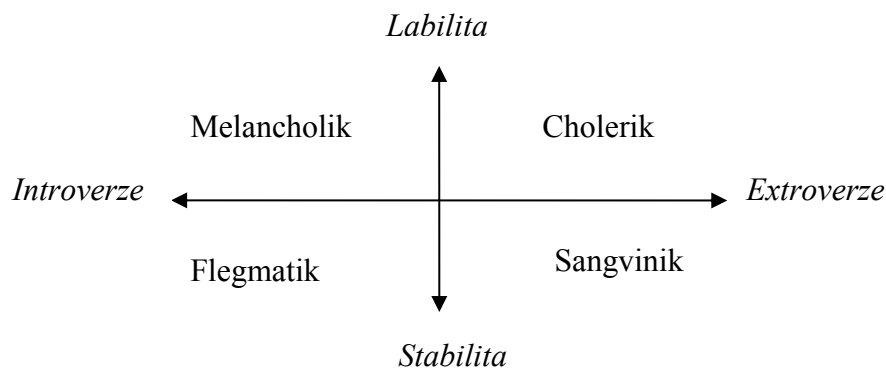 Labilita
Melancholik Cholerik
Introverze Extroverze
Flegmatik Sangvinik
Stabilita